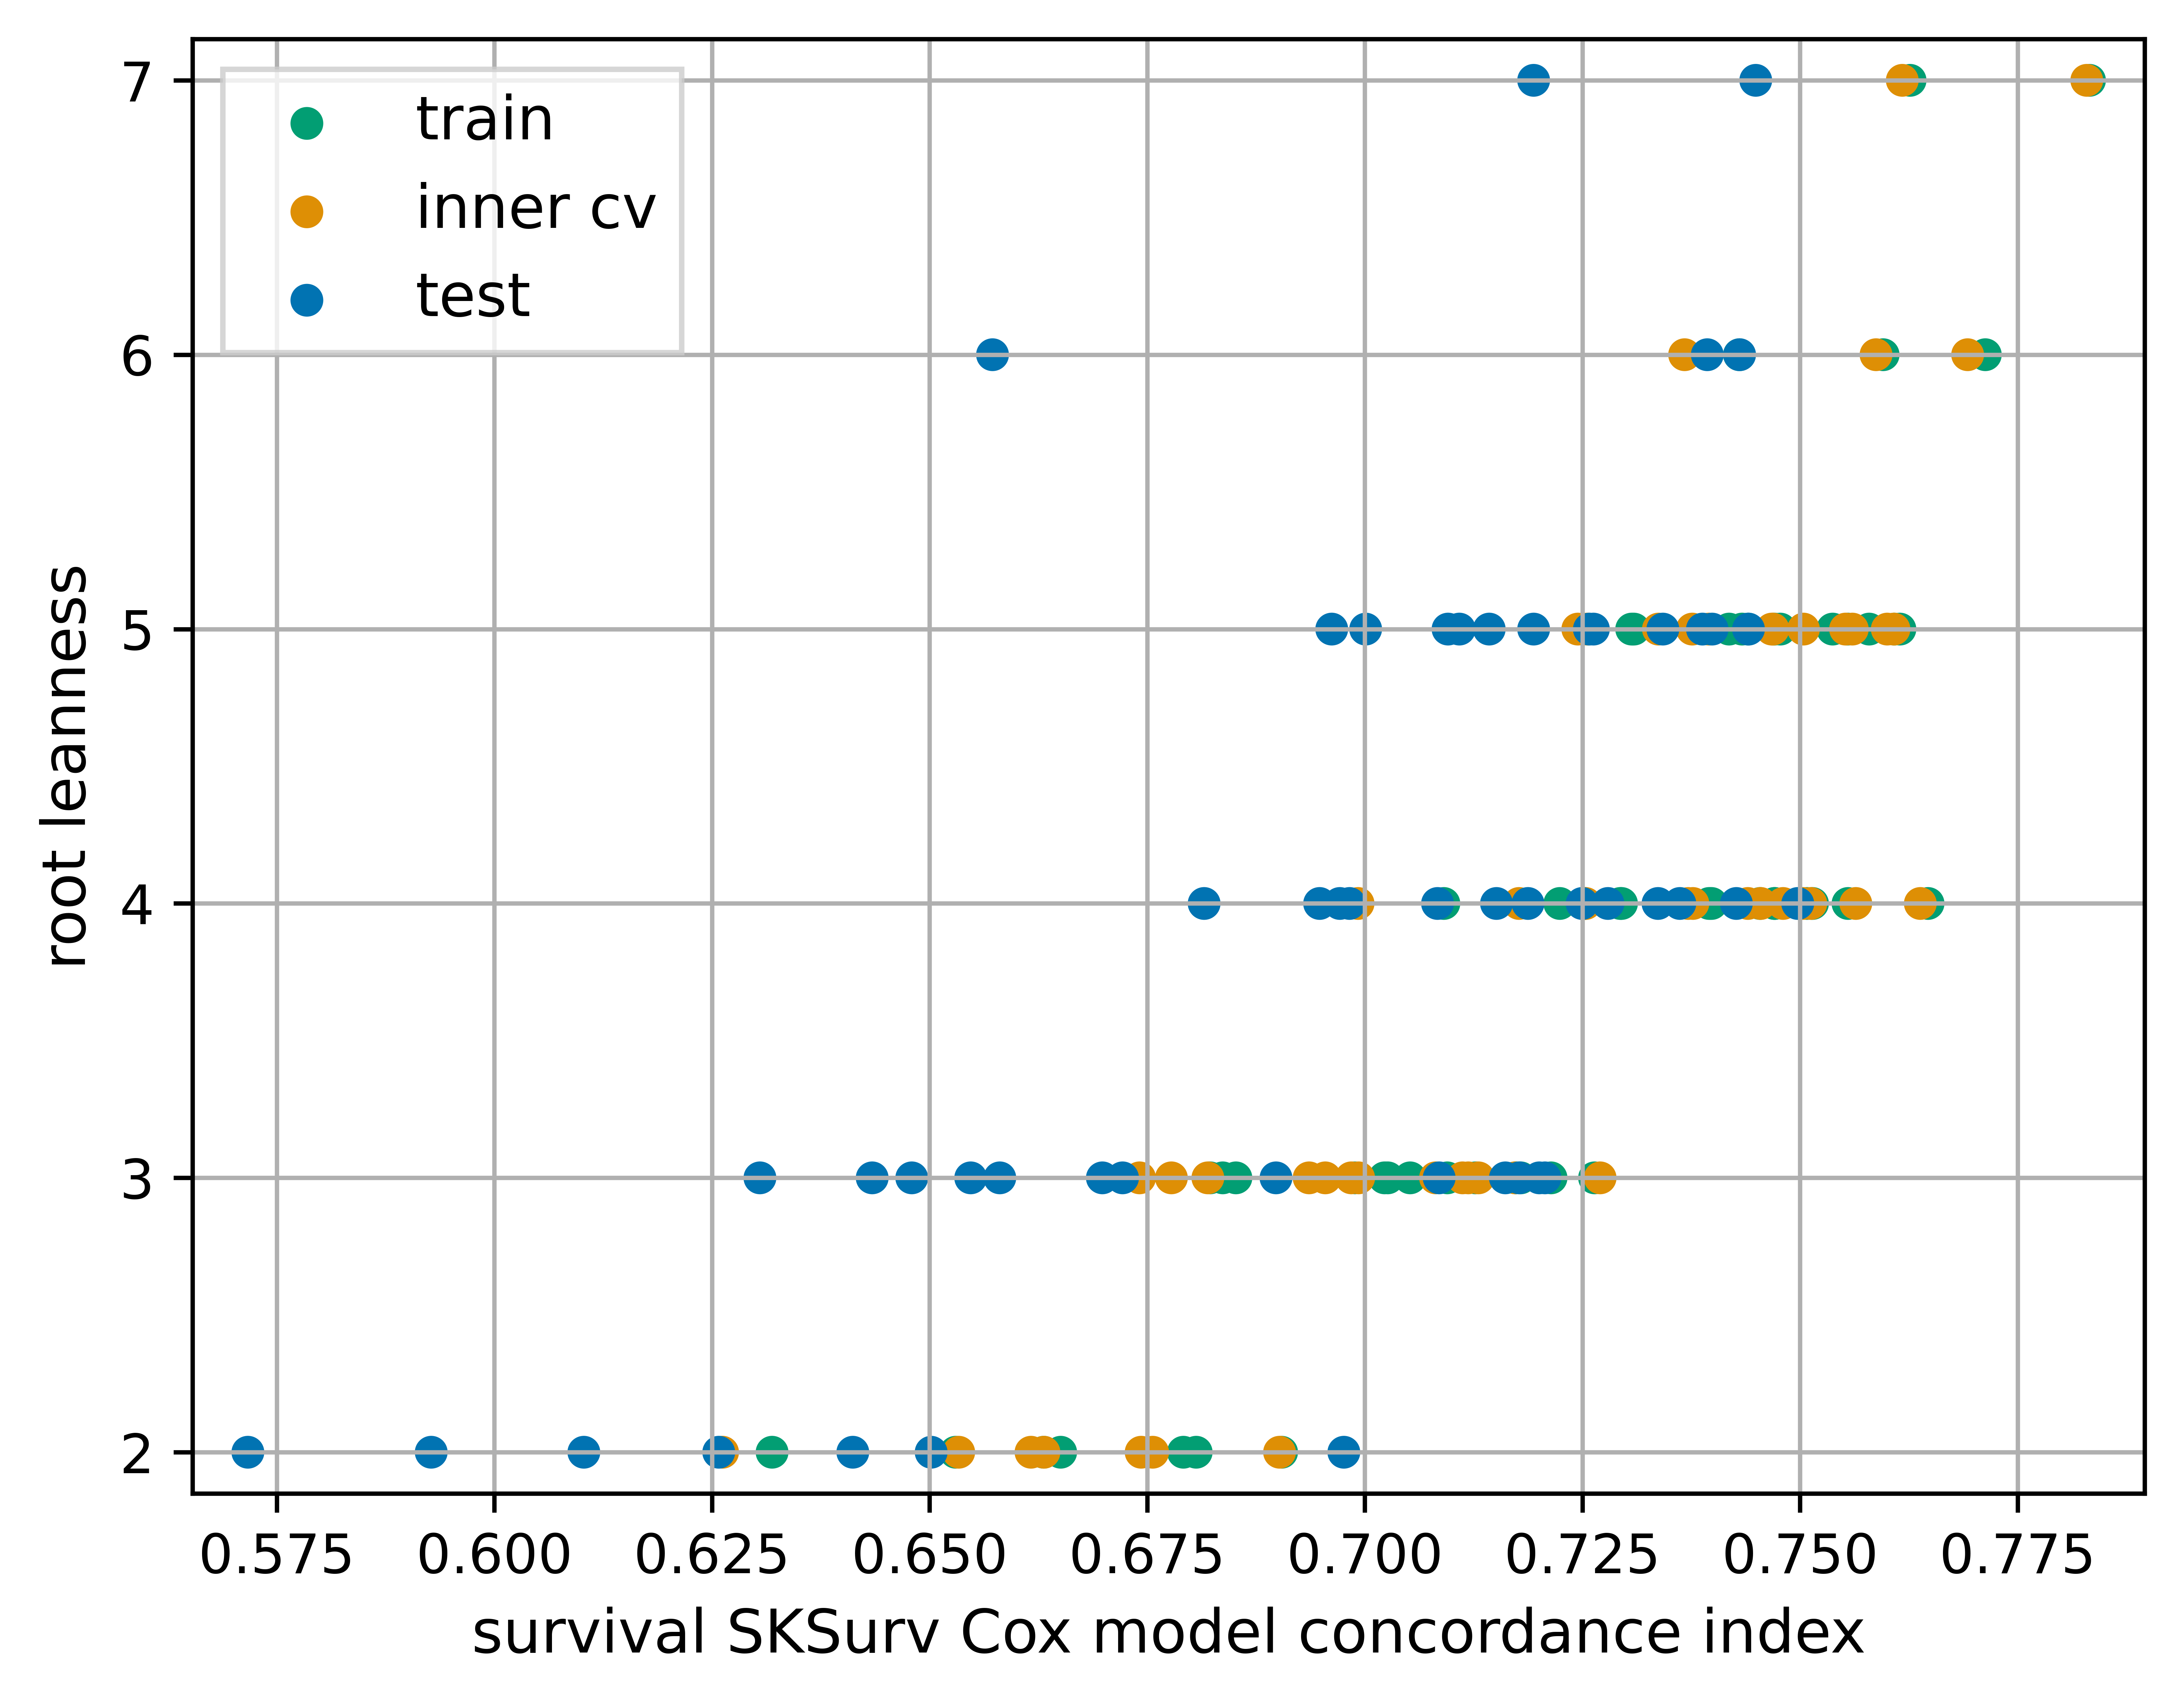 7
6
5
4
3
2
root leanness
train
inner cv
test
0.575 0.600 0.625 0.650 0.675 0.700 0.725 0.750 0.775
survival SKSurv Cox model concordance index